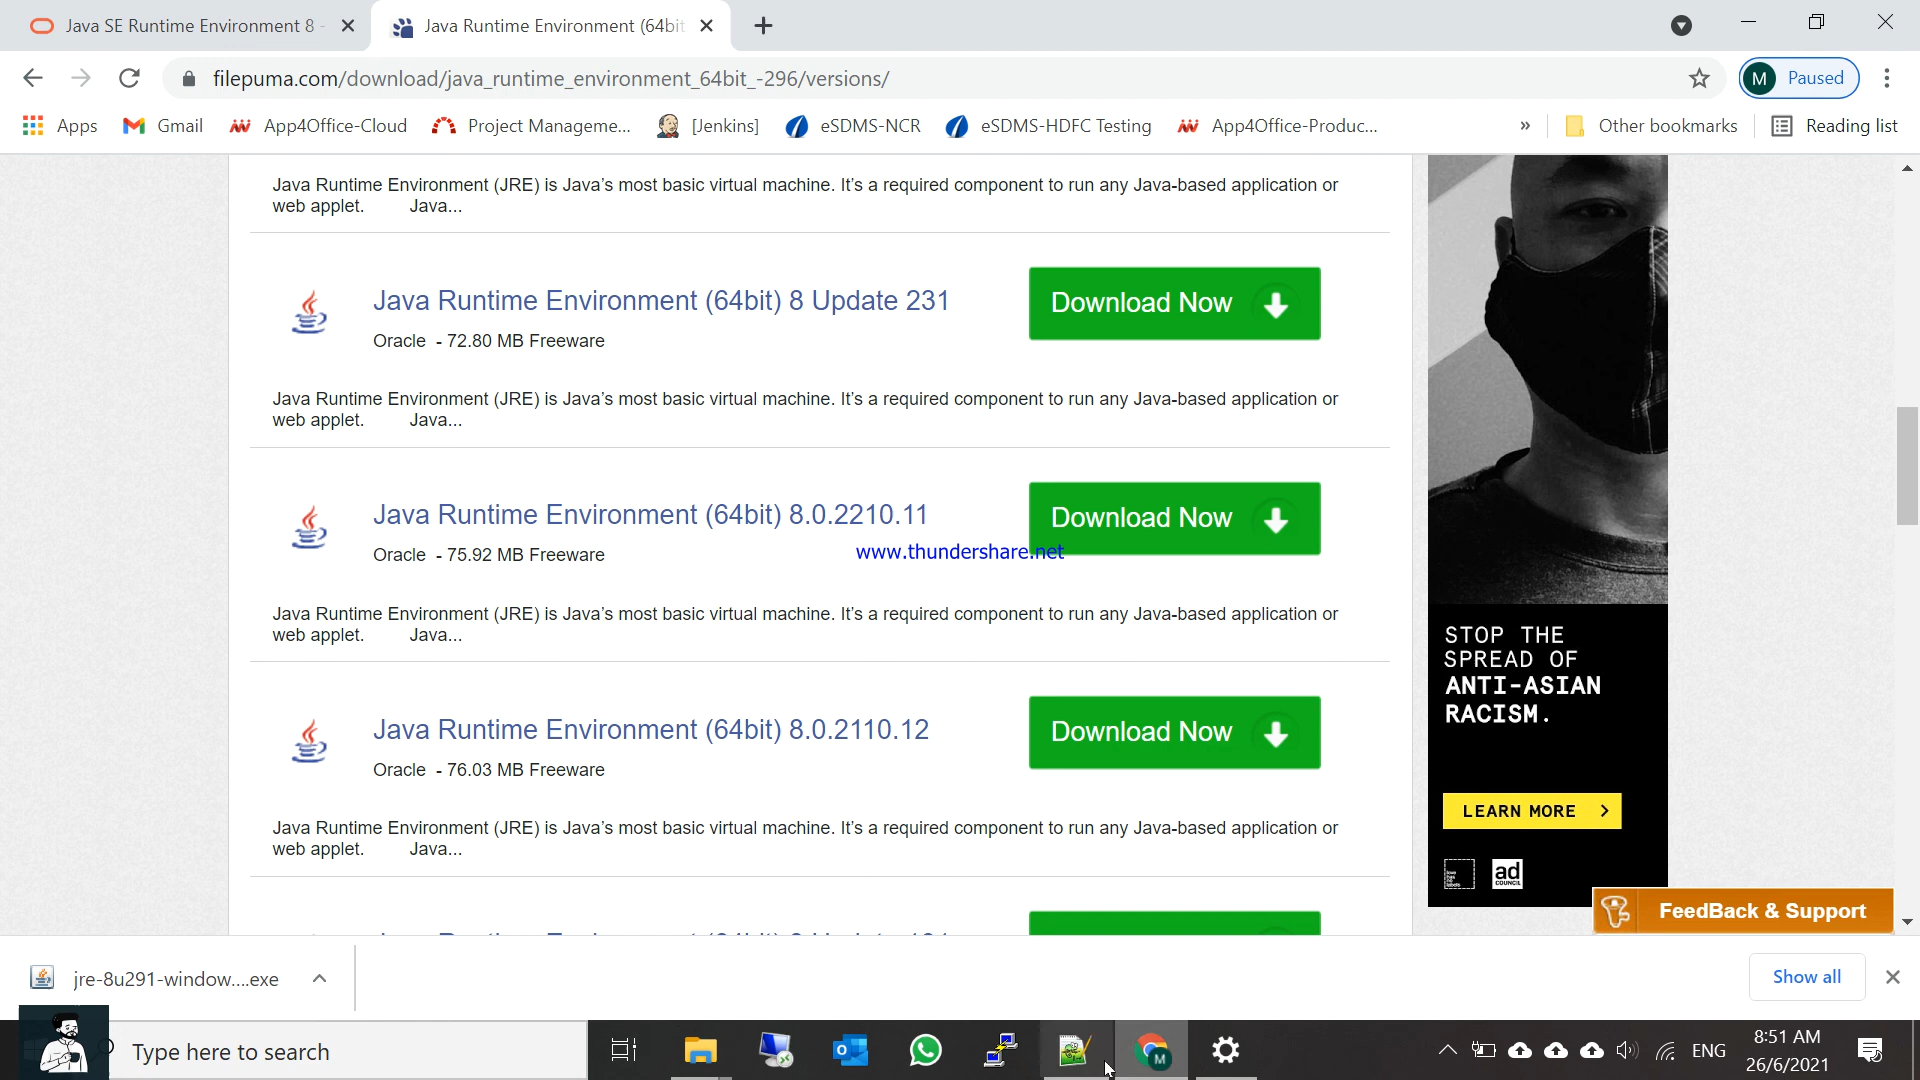 Java SE Runtime Environment 8 -
Java Runtime Environment (64bit
filepuma.com/download/java_runtime_environment_64bit_-296/versions/
M Paused
Apps
Gmail
App4Office-Cloud
Project Manageme...
[Jenkins]
eSDMS-NCR
eSDMS-HDFC Testing
App4Office-Produc...
»
Other bookmarks
Reading list
Java Runtime Environment (JRE) is Java's most basic virtual machine. It's a required component to run any Java-based application or
web applet. Java...
Java Runtime Environment (64bit) 8 Update 231
Oracle - 72.80 MB Freeware
Download Now
Java Runtime Environment (JRE) is Java's most basic virtual machine. It's a required component to run any Java-based application or
web applet. Java...
Java Runtime Environment (64bit) 8.0.2210.11
Oracle - 75.92 MB Freeware
Download Now
www.thundershare.net
Java Runtime Environment (JRE) is Java's most basic virtual machine. It's a required component to run any Java-based application or
web applet. Java...
Java Runtime Environment (64bit) 8.0.2110.12
Oracle - 76.03 MB Freeware
Download Now
Java Runtime Environment (JRE) is Java's most basic virtual machine. It's a required component to run any Java-based application or
web applet. Java...
STOP THE
SPREAD OF
ANTI-ASIAN
RACISM.
LEARN MORE
ad
COUNCIL
FeedBack & Support
jre-8u291-window....exe
Show all
Type here to search
M
ENG
8:51 AM
26/6/2021